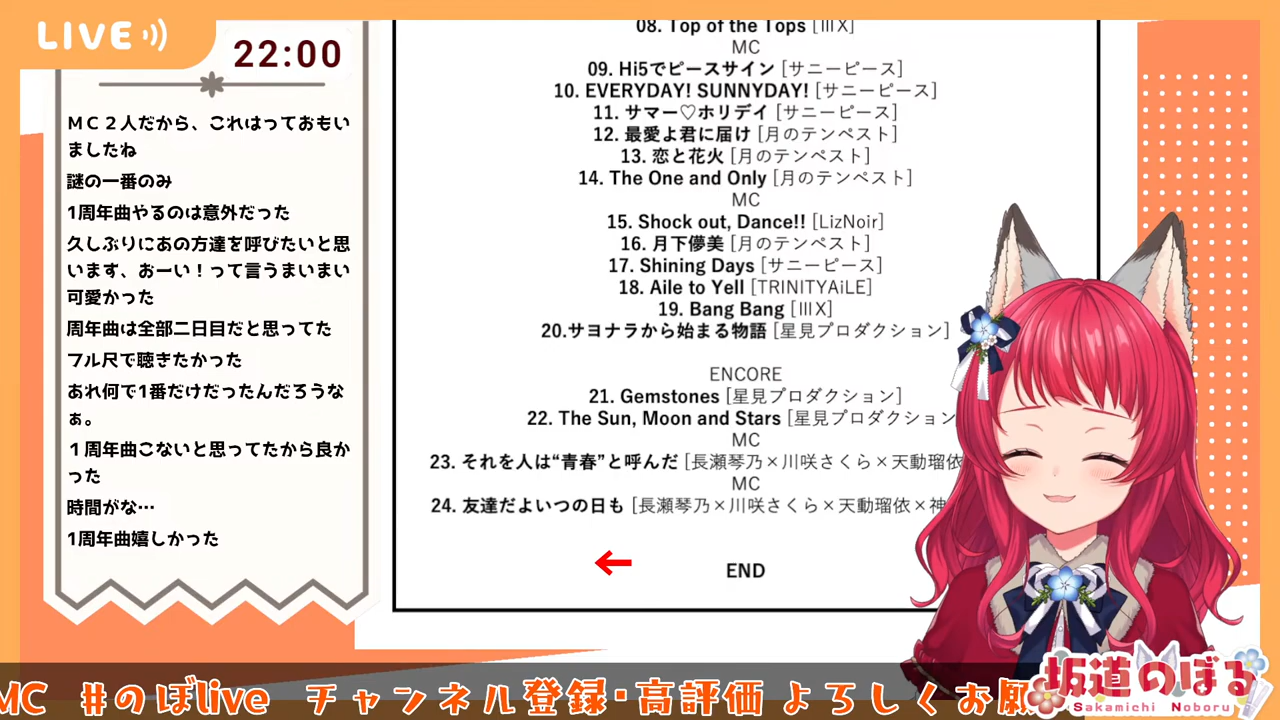 LIVE
22:00
ＭＣ２人だから、これはっておもい
ましたね
謎の一番のみ
1周年曲やるのは意外だった
久しぶりにあの方達を呼びたいと思
います、おーい！って言うまいまい
可愛かった
周年曲は全部二日目だと思ってた
フル尺で聴きたかった
あれ何で1番だけだったんだろうな
ぁ。
１周年曲こないと思ってたから良か
った
時間がな…
1周年曲嬉しかった
08. Top of the Tops [ⅢX]
MC
09. Hi5でピースサイン [サニーピース]
10. EVERYDAY! SUNNYDAY! [サニーピース]
11. サマー♡ホリデイ [サニーピース]
12. 最愛よ君に届け [月のテンペスト]
13. 恋と花火 [月のテンペスト]
14. The One and Only [月のテンペスト]
MC
15. Shock out, Dance!! [LizNoir]
16. 月下儚美 [月のテンペスト]
17. Shining Days [サニーピース]
18. Aile to Yell [TRINITYAiLE]
19. Bang Bang [ⅢX]
20.サヨナラから始まる物語 [星見プロダクション]
ENCORE
21. Gemstones [星見プロダクション]
22. The Sun, Moon and Stars [星見プロダクション
MC
23. それを人は“青春”と呼んだ [長瀬琴乃×川咲さくら×天動瑠依
MC
24. 友達だよいつの日も [長瀬琴乃×川咲さくら×天動瑠依×神
END
MC #のぼlive チャンネル登録・高評価 よろしくお願
坂道のぼる
Sakamichi Noboru